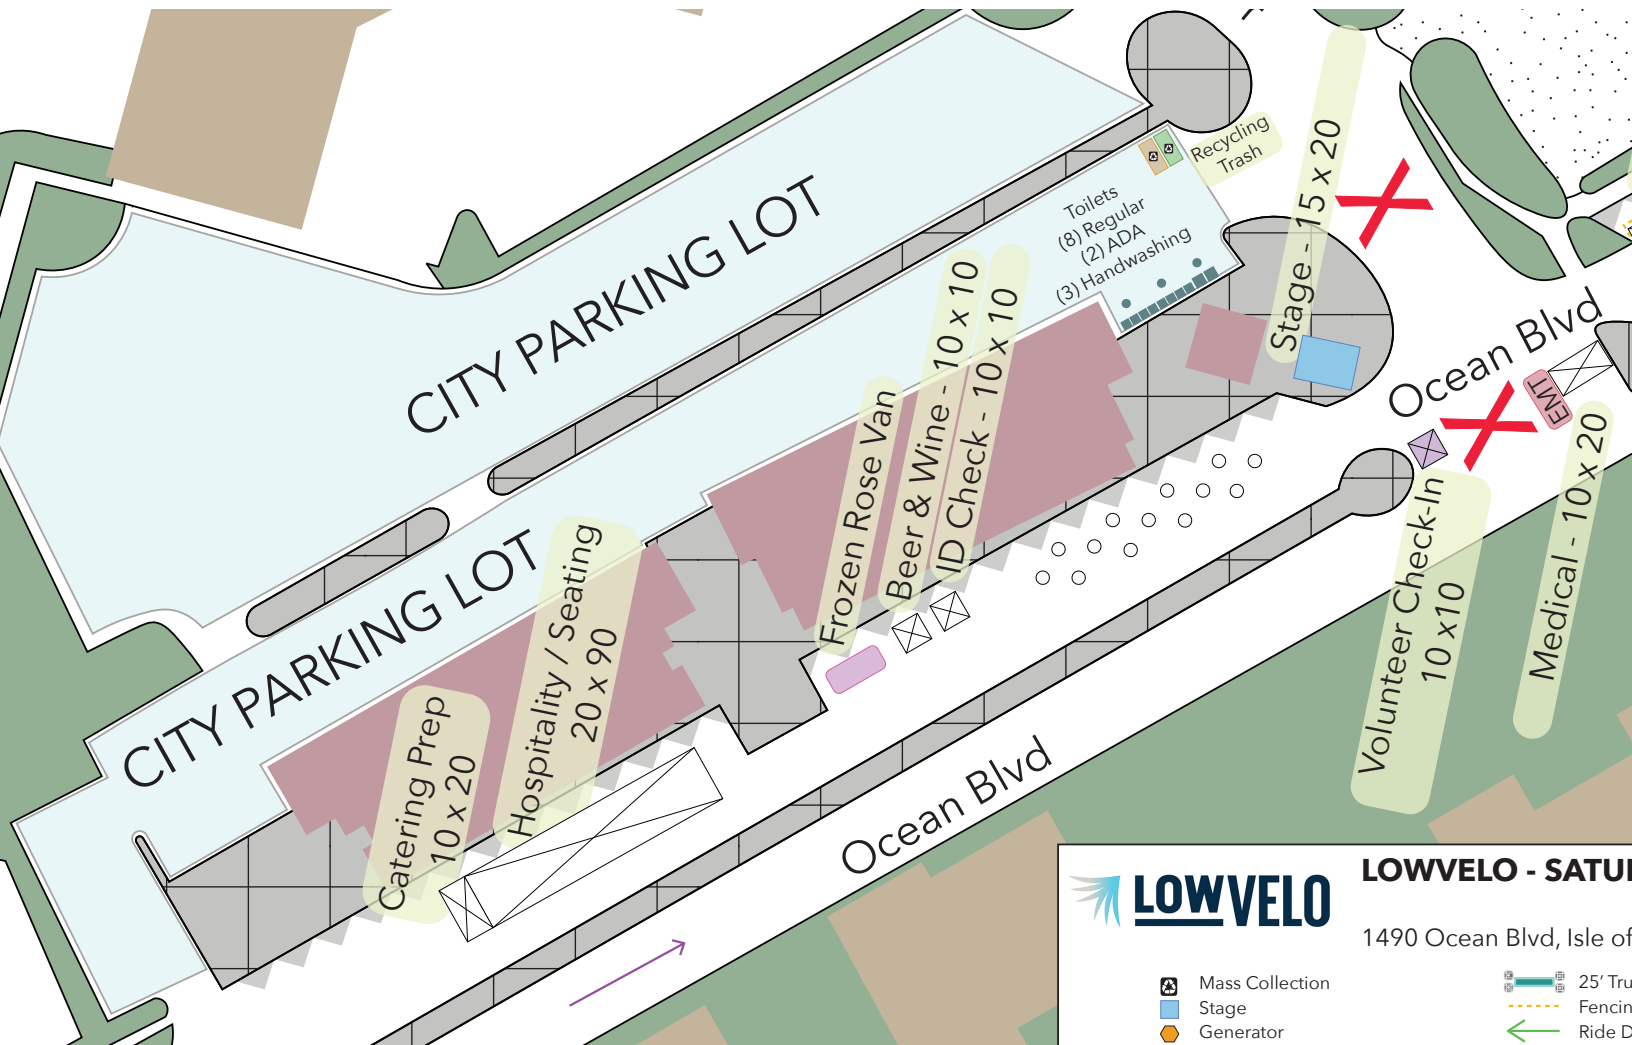 CITY PARKING LOT
Recycling
Trash
Toilets
(8) Regular
(2) ADA
(3) Handwashing
Stage - 15 x 20
Ocean Blvd
EMT
Frozen Rose Van
Beer & Wine - 10 x 10
ID Check - 10 x 10
CITY PARKING LOT
Hospitality / Seating
20 x 90
Catering Prep
10 x 20
Volunteer Check-In
10 x10
Medical - 10 x 20
Ocean Blvd
LOWVELO
LOWVELO - SATU
1490 Ocean Blvd, Isle of
Mass Collection
Stage
Generator
25' Tru
Fencin
Ride D